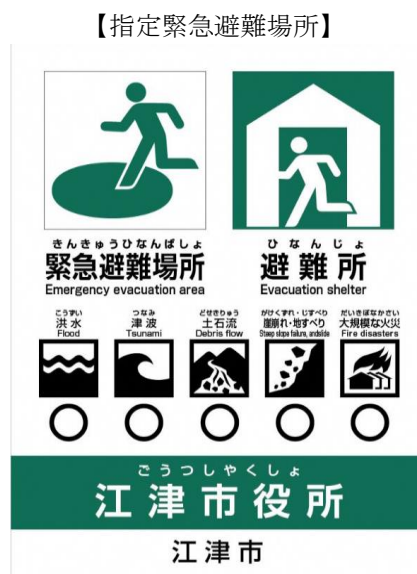 【指定緊急避難場所】
きんきゅうひなんばしょ
緊急避難場所
Emergency evacuation area
ひなんじょ
避難所
Evacuation shelter
こうずい
洪水
Flood
つなみ
津波
Tsunami
どせきりゅう
土石流
Debris flow
がけくずれ・じすべり
崖崩れ・地すべり
Steep slope failure, landslide
だいきぼなかさい
大規模な火災
Fire disasters
ごうつしやくしょ
江津市役所
江津市